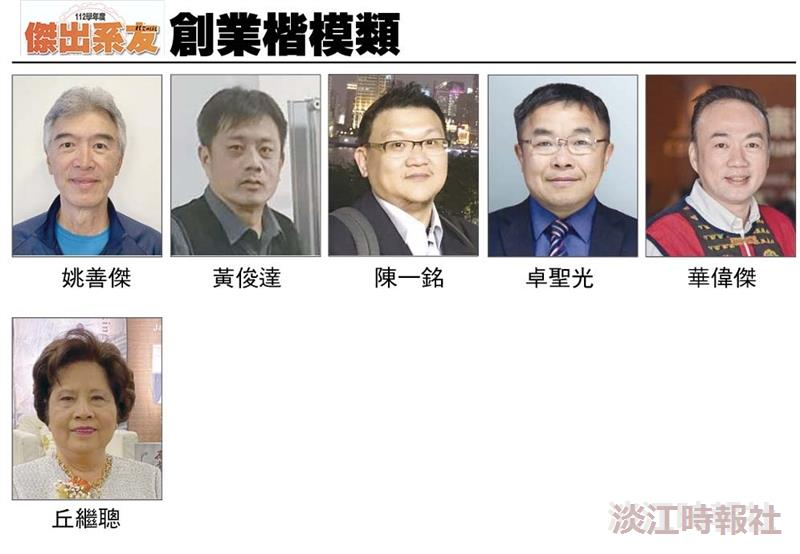 112學年度
傑出系友
創業楷模類
姚善傑
黃俊達
陳一銘
卓聖光
華偉傑
丘繼聰
淡江時報社